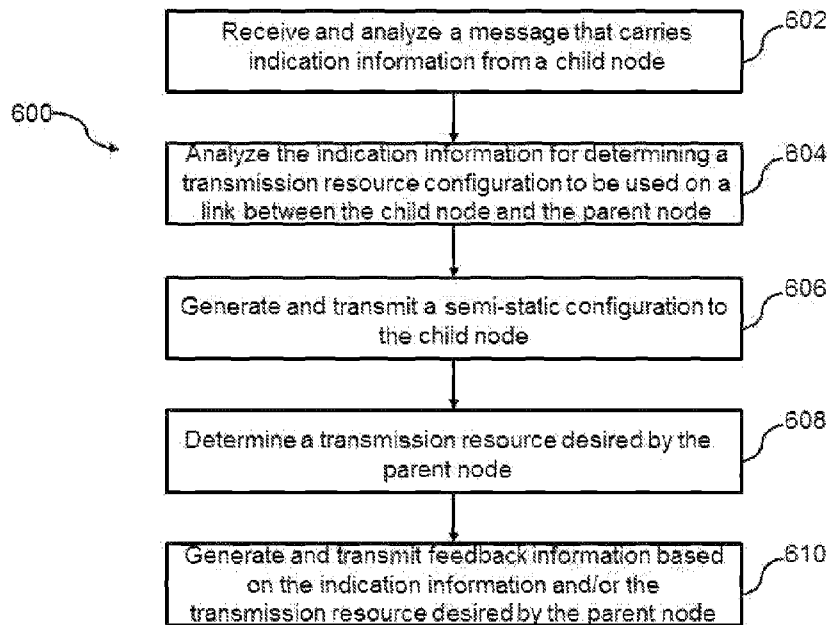 Receive and analyze a message that carries
indication information from a child node
602
600
Analyze the indication information for determining a
transmission resource configuration to be used on a
link between the child node and the parent node
604
Generate and transmit a semi-static configuration to
the child node
606
Determine a transmission resource desired by the
parent node
608
Generate and transmit feedback information based
on the indication information and/or the
transmission resource desired by the parent node
610